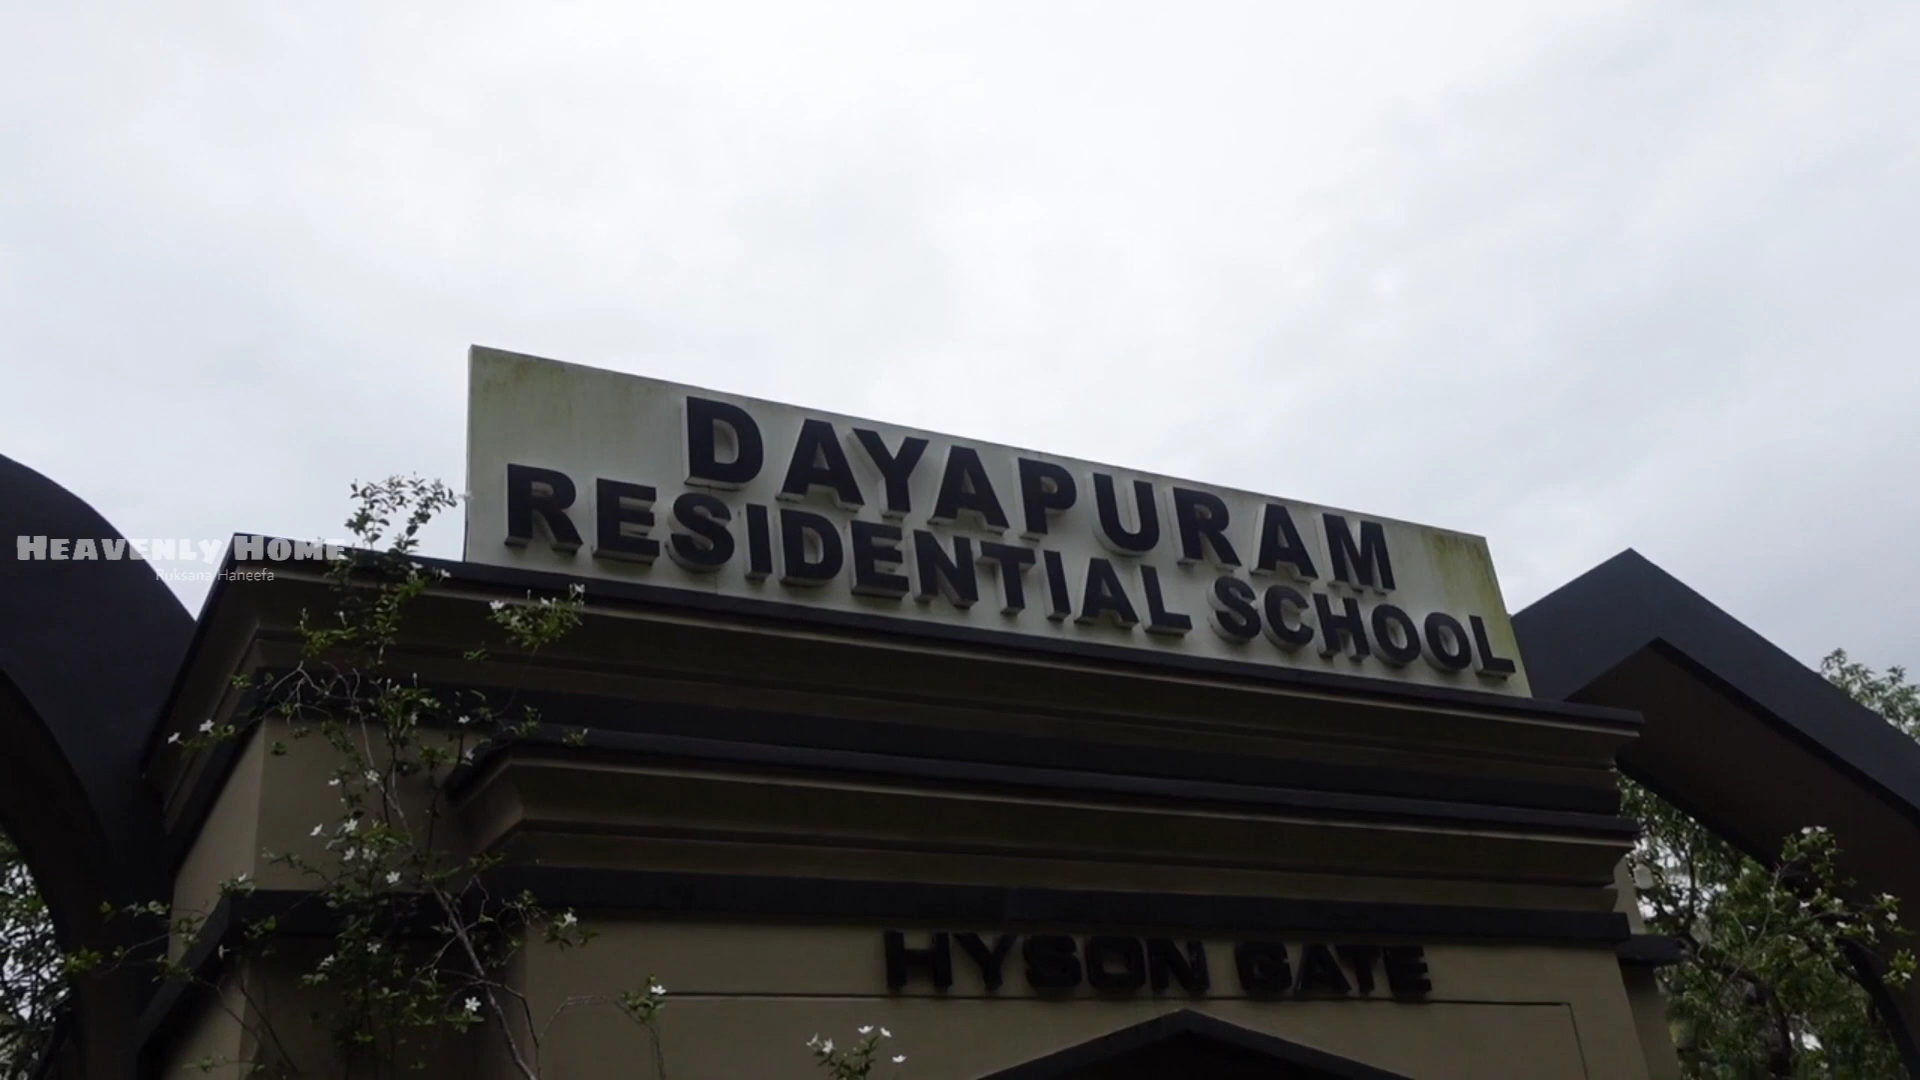 DAYAPURAM
RESIDENTIAL SCHOOL
HEAVENLY HOME
Ruksana Haneefa
HYSON GATE